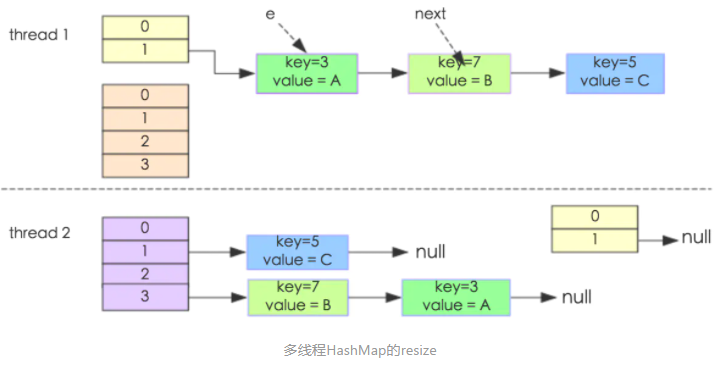 thread 1
0
1
e
next
key=3
value = A
key=7
value = B
key=5
value = C
0
1
2
3
thread 2
0
1
2
3
key=5
value = C
null
key=7
value = B
key=3
value = A
null
0
1
null
多线程HashMap的resize